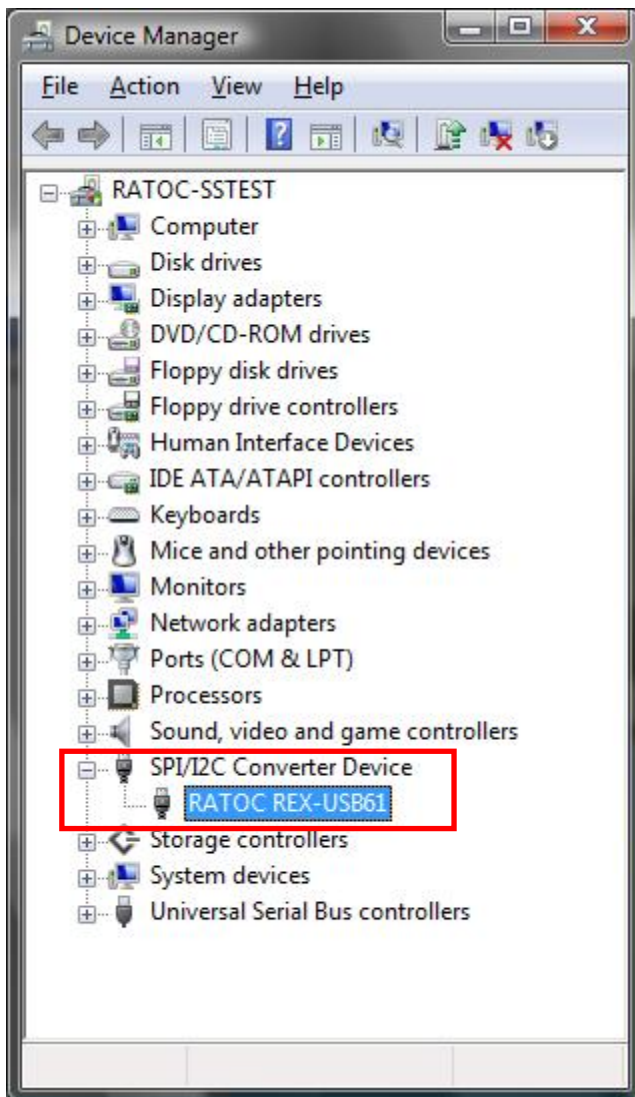 Device Manager
File Action View Help
RATOC-SSTEST
Computer
Disk drives
Display adapters
DVD/CD-ROM drives
Floppy disk drives
Floppy drive controllers
Human Interface Devices
IDE ATA/ATAPI controllers
Keyboards
Mice and other pointing devices
Monitors
Network adapters
Ports (COM & LPT)
Processors
Sound, video and game controllers
SPI/I2C Converter Device
RATOC REX-USB61
Storage controllers
System devices
Universal Serial Bus controllers